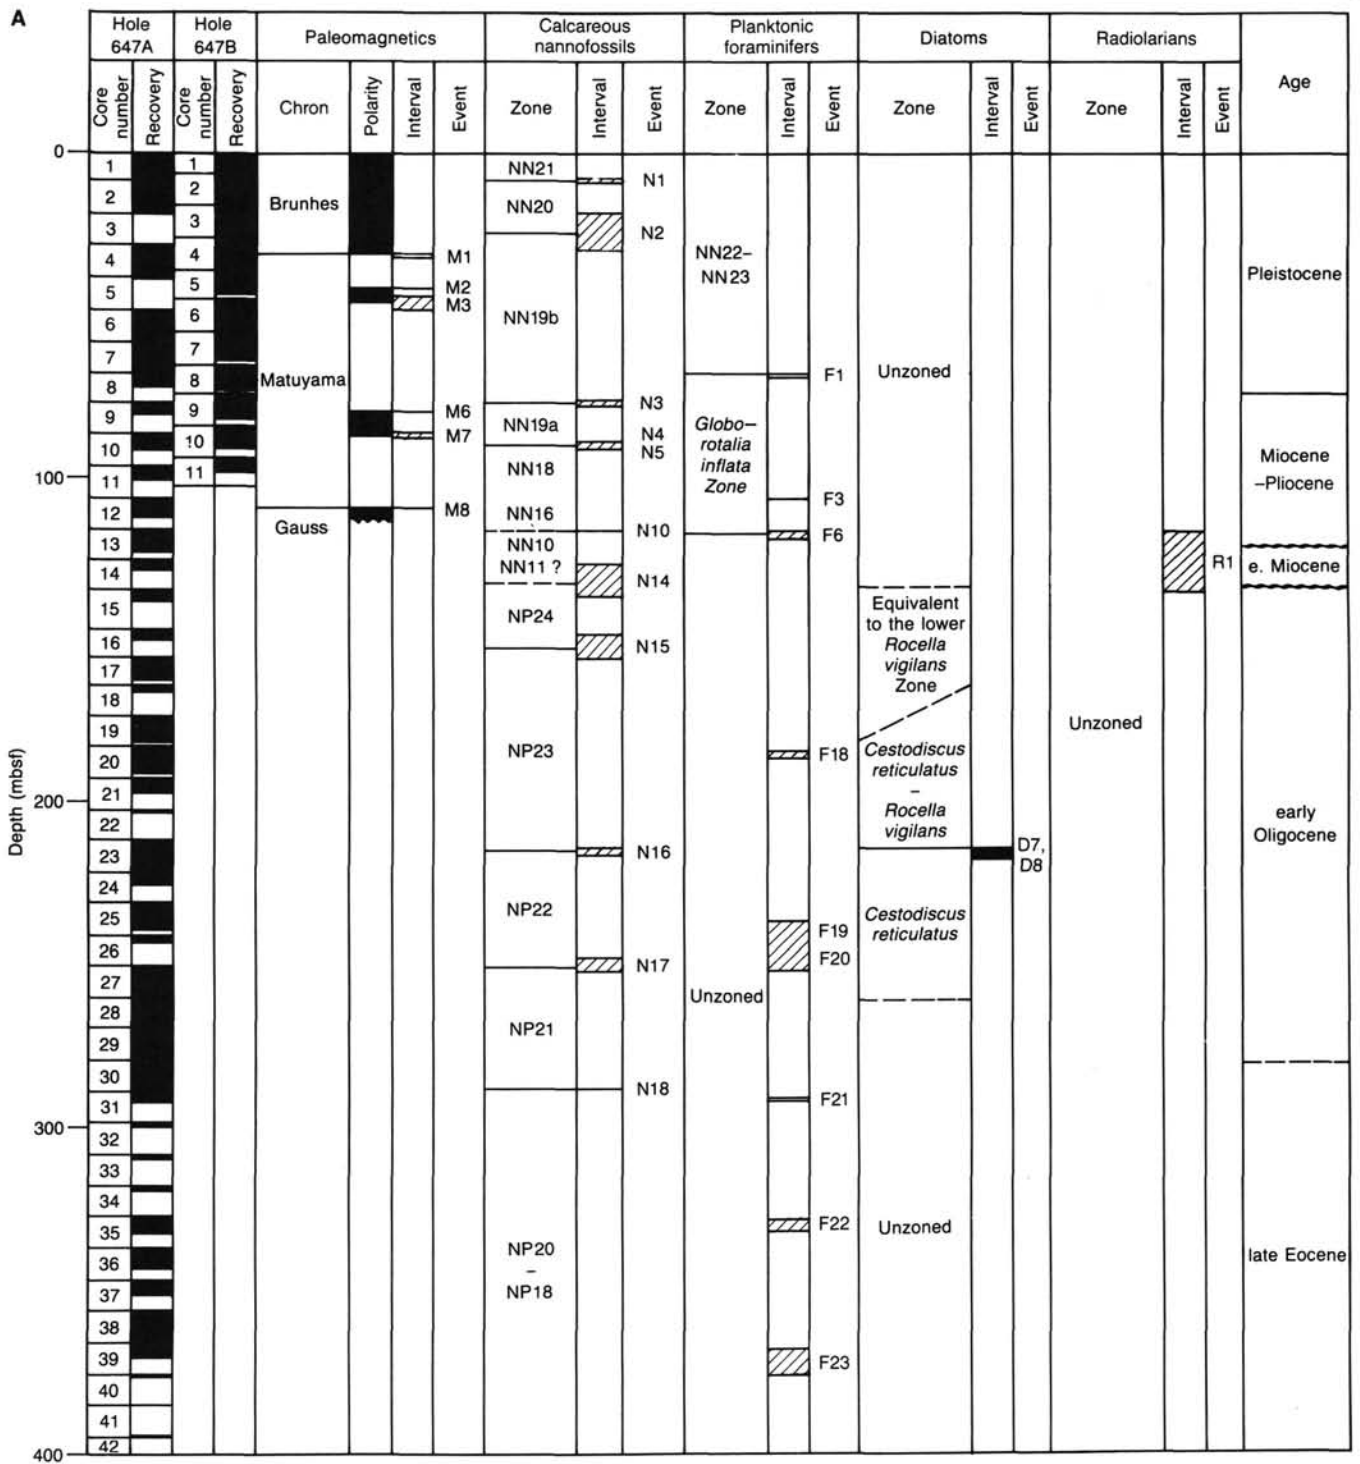 A
Hole
647A
Hole
647B
Paleomagnetics
Calcareous
nannofossils
Planktonic
foraminifers
Diatoms
Radiolarians
Age
Core
number
Recovery
Core
number
Recovery
Chron
Polarity
Interval
Event
Zone
Interval
Event
Zone
Interval
Event
Zone
Interval
Event
Zone
Interval
Event
Depth (mbsf)
0
100
200
300
400
1
2
3
4
5
6
7
8
9
10
11
12
13
14
15
16
17
18
19
20
21
22
23
24
25
26
27
28
29
30
31
32
33
34
35
36
37
38
39
40
41
42
1
2
3
4
5
6
7
8
9
10
11
Brunhes
Matuyama
Gauss
M1
M2
M3
M6
M7
M8
NN21
NN20
NN19b
NN19a
NN18
NN16
NN10
NN11 ?
NP24
NP23
NP22
NP21
NP20
–
NP18
N1
N2
N3
N4
N5
N10
N14
N15
N16
N17
N18
NN22–
NN23
Globo–
rotalia
inflata
Zone
Unzoned
F1
F3
F6
F18
F19
F20
F21
F22
F23
Unzoned
Equivalent
to the lower
Rocella
vigilans
Zone
Cestodiscus
reticulatus
–
Rocella
vigilans
Cestodiscus
reticulatus
Unzoned
D7,
D8
Unzoned
R1
Pleistocene
Miocene
–Pliocene
e. Miocene
early
Oligocene
late Eocene